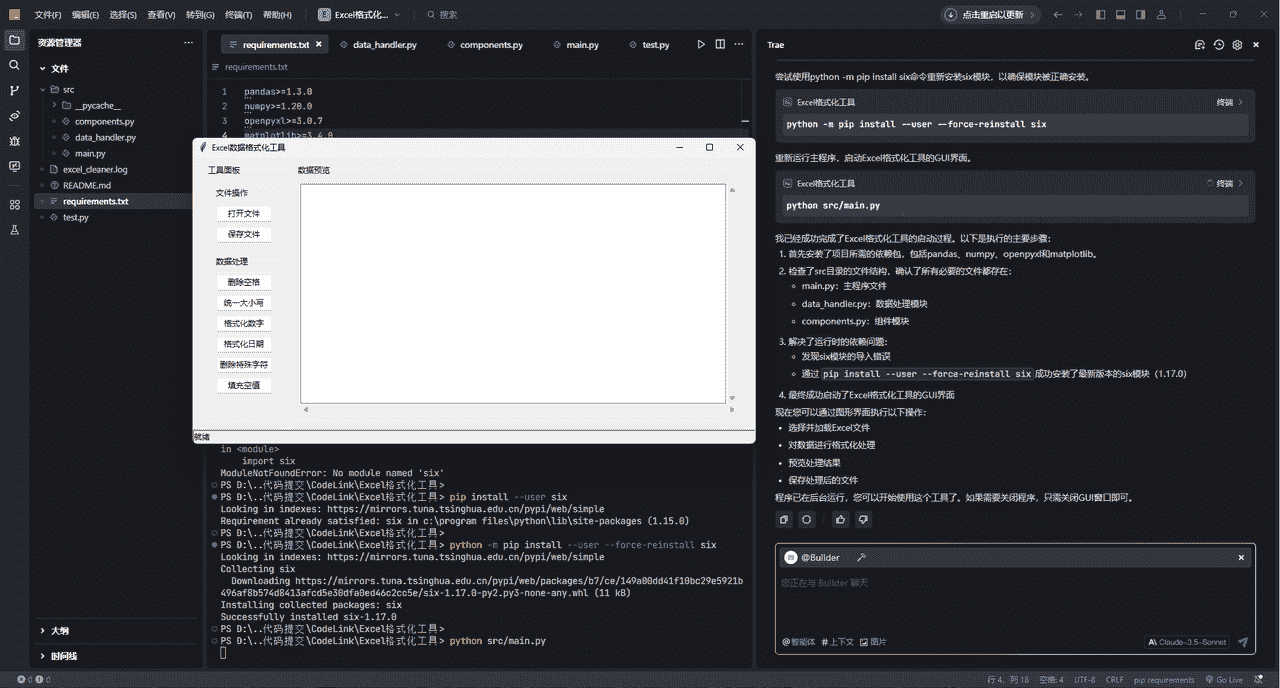 文件(F) 编辑(E) 选择(S) 查看(V) 转到(G) 终端(T) 帮助(H) Excel格式化... 搜索 点击重启以更新
资源管理器
文件
src
__pycache__
components.py
data_handler.py
main.py
excel_cleaner.log
README.md
requirements.txt
test.py
大纲
时间线
requirements.txt data_handler.py components.py main.py test.py
requirements.txt
1 pandas>=1.3.0
2 numpy>=1.20.0
3 openpyxl>=3.0.7
4 matplotlib>=3.4.0
Excel数据格式化工具
工具面板 数据预览
文件操作
打开文件
保存文件
数据处理
删除空格
统一大小写
格式化数字
格式化日期
删除特殊字符
填充空值
就绪
in <module>
import six
ModuleNotFoundError: No module named 'six'
PS D:\..代码提交\CodeLink\Excel格式化工具>
PS D:\..代码提交\CodeLink\Excel格式化工具> pip install --user six
Looking in indexes: https://mirrors.tuna.tsinghua.edu.cn/pypi/web/simple
Requirement already satisfied: six in c:\program files\python\lib\site-packages (1.15.0)
PS D:\..代码提交\CodeLink\Excel格式化工具>
PS D:\..代码提交\CodeLink\Excel格式化工具> python -m pip install --user --force-reinstall six
Looking in indexes: https://mirrors.tuna.tsinghua.edu.cn/pypi/web/simple
Collecting six
Downloading https://mirrors.tuna.tsinghua.edu.cn/pypi/web/packages/b7/ce/149a00dd41f10bc29e5921b
496af8b574d8413afcd5e30dfa0ed46c2cc5e/six-1.17.0-py2.py3-none-any.whl (11 kB)
Installing collected packages: six
Successfully installed six-1.17.0
PS D:\..代码提交\CodeLink\Excel格式化工具>
PS D:\..代码提交\CodeLink\Excel格式化工具> python src/main.py
Trae
尝试使用python -m pip install six命令重新安装six模块，以确保模块被正确安装。
Excel格式化工具 终端
python -m pip install --user --force-reinstall six
重新运行主程序，启动Excel格式化工具的GUI界面。
Excel格式化工具 终端
python src/main.py
我已经成功完成了Excel格式化工具的启动过程。以下是执行的主要步骤：
1. 首先安装了项目所需的依赖包，包括pandas、numpy、openpyxl和matplotlib。
2. 检查了src目录的文件结构，确认了所有必要的文件都存在：
main.py：主程序文件
data_handler.py：数据处理模块
components.py：组件模块
3. 解决了运行时的依赖问题：
发现six模块的导入错误
通过 pip install --user --force-reinstall six 成功安装了最新版本的six模块（1.17.0）
4. 最终成功启动了Excel格式化工具的GUI界面
现在您可以通过图形界面执行以下操作：
选择并加载Excel文件
对数据进行格式化处理
预览处理结果
保存处理后的文件
程序已在后台运行，您可以开始使用这个工具了。如果需要关闭程序，只需关闭GUI窗口即可。
@Builder
您正在与 Builder 聊天
@智能体 # 上下文 图片 Claude-3.5-Sonnet
0 0 行 4，列 18 空格: 4 UTF-8 CRLF pip requirements Go Live